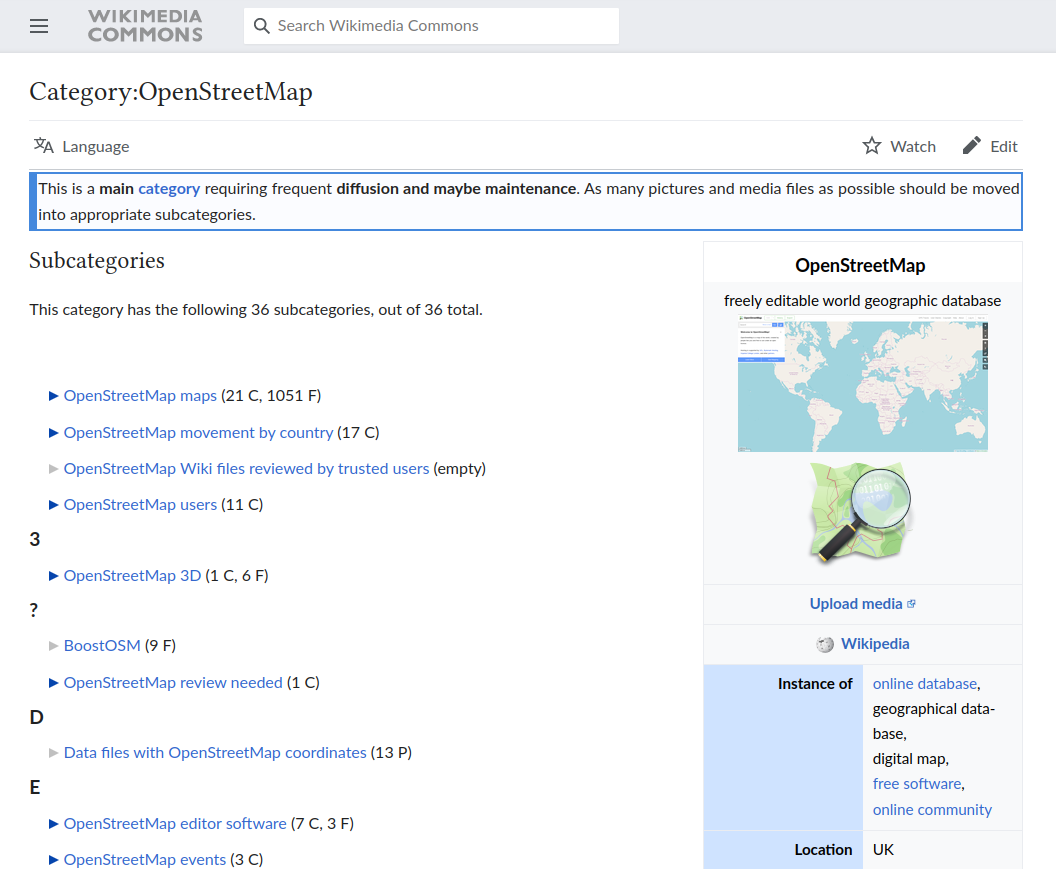 WIKIMEDIA
COMMONS
Search Wikimedia Commons
Category:OpenStreetMap
Language
Watch
Edit
This is a main category requiring frequent diffusion and maybe maintenance. As many pictures and media files as possible should be moved
into appropriate subcategories.
Subcategories
This category has the following 36 subcategories, out of 36 total.
► OpenStreetMap maps (21 C, 1051 F)
► OpenStreetMap movement by country (17 C)
► OpenStreetMap Wiki files reviewed by trusted users (empty)
► OpenStreetMap users (11 C)
3
► OpenStreetMap 3D (1 C, 6 F)
?
► BoostOSM (9 F)
► OpenStreetMap review needed (1 C)
D
► Data files with OpenStreetMap coordinates (13 P)
E
► OpenStreetMap editor software (7 C, 3 F)
► OpenStreetMap events (3 C)
OpenStreetMap
freely editable world geographic database
Upload media
Wikipedia
Instance of
online database,
geographical data-
base,
digital map,
free software,
online community
Location
UK